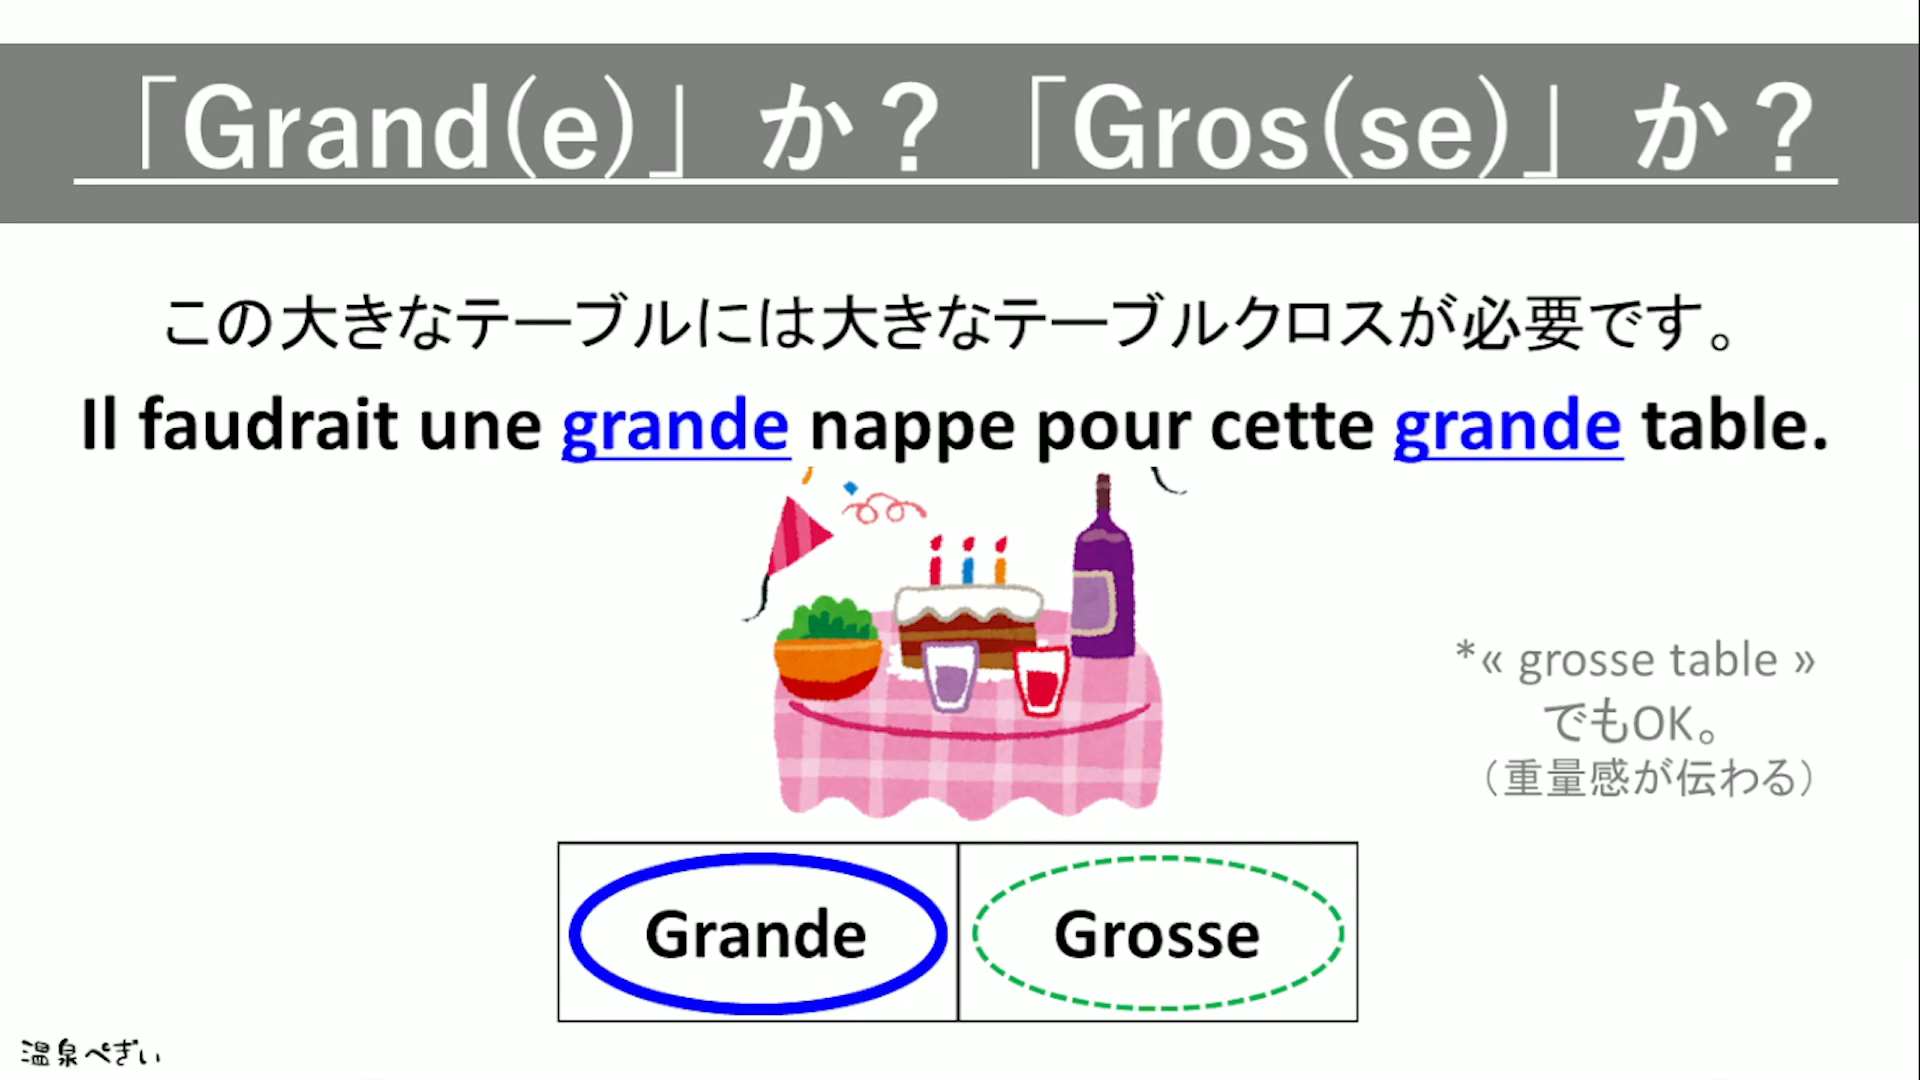 「Grand(e)」か？「Gros(se)」か？
この大きなテーブルには大きなテーブルクロスが必要です。
Il faudrait une grande nappe pour cette grande table.
*« grosse table »
でもOK。
（重量感が伝わる）
Grande
Grosse
温泉ぺぎぃ